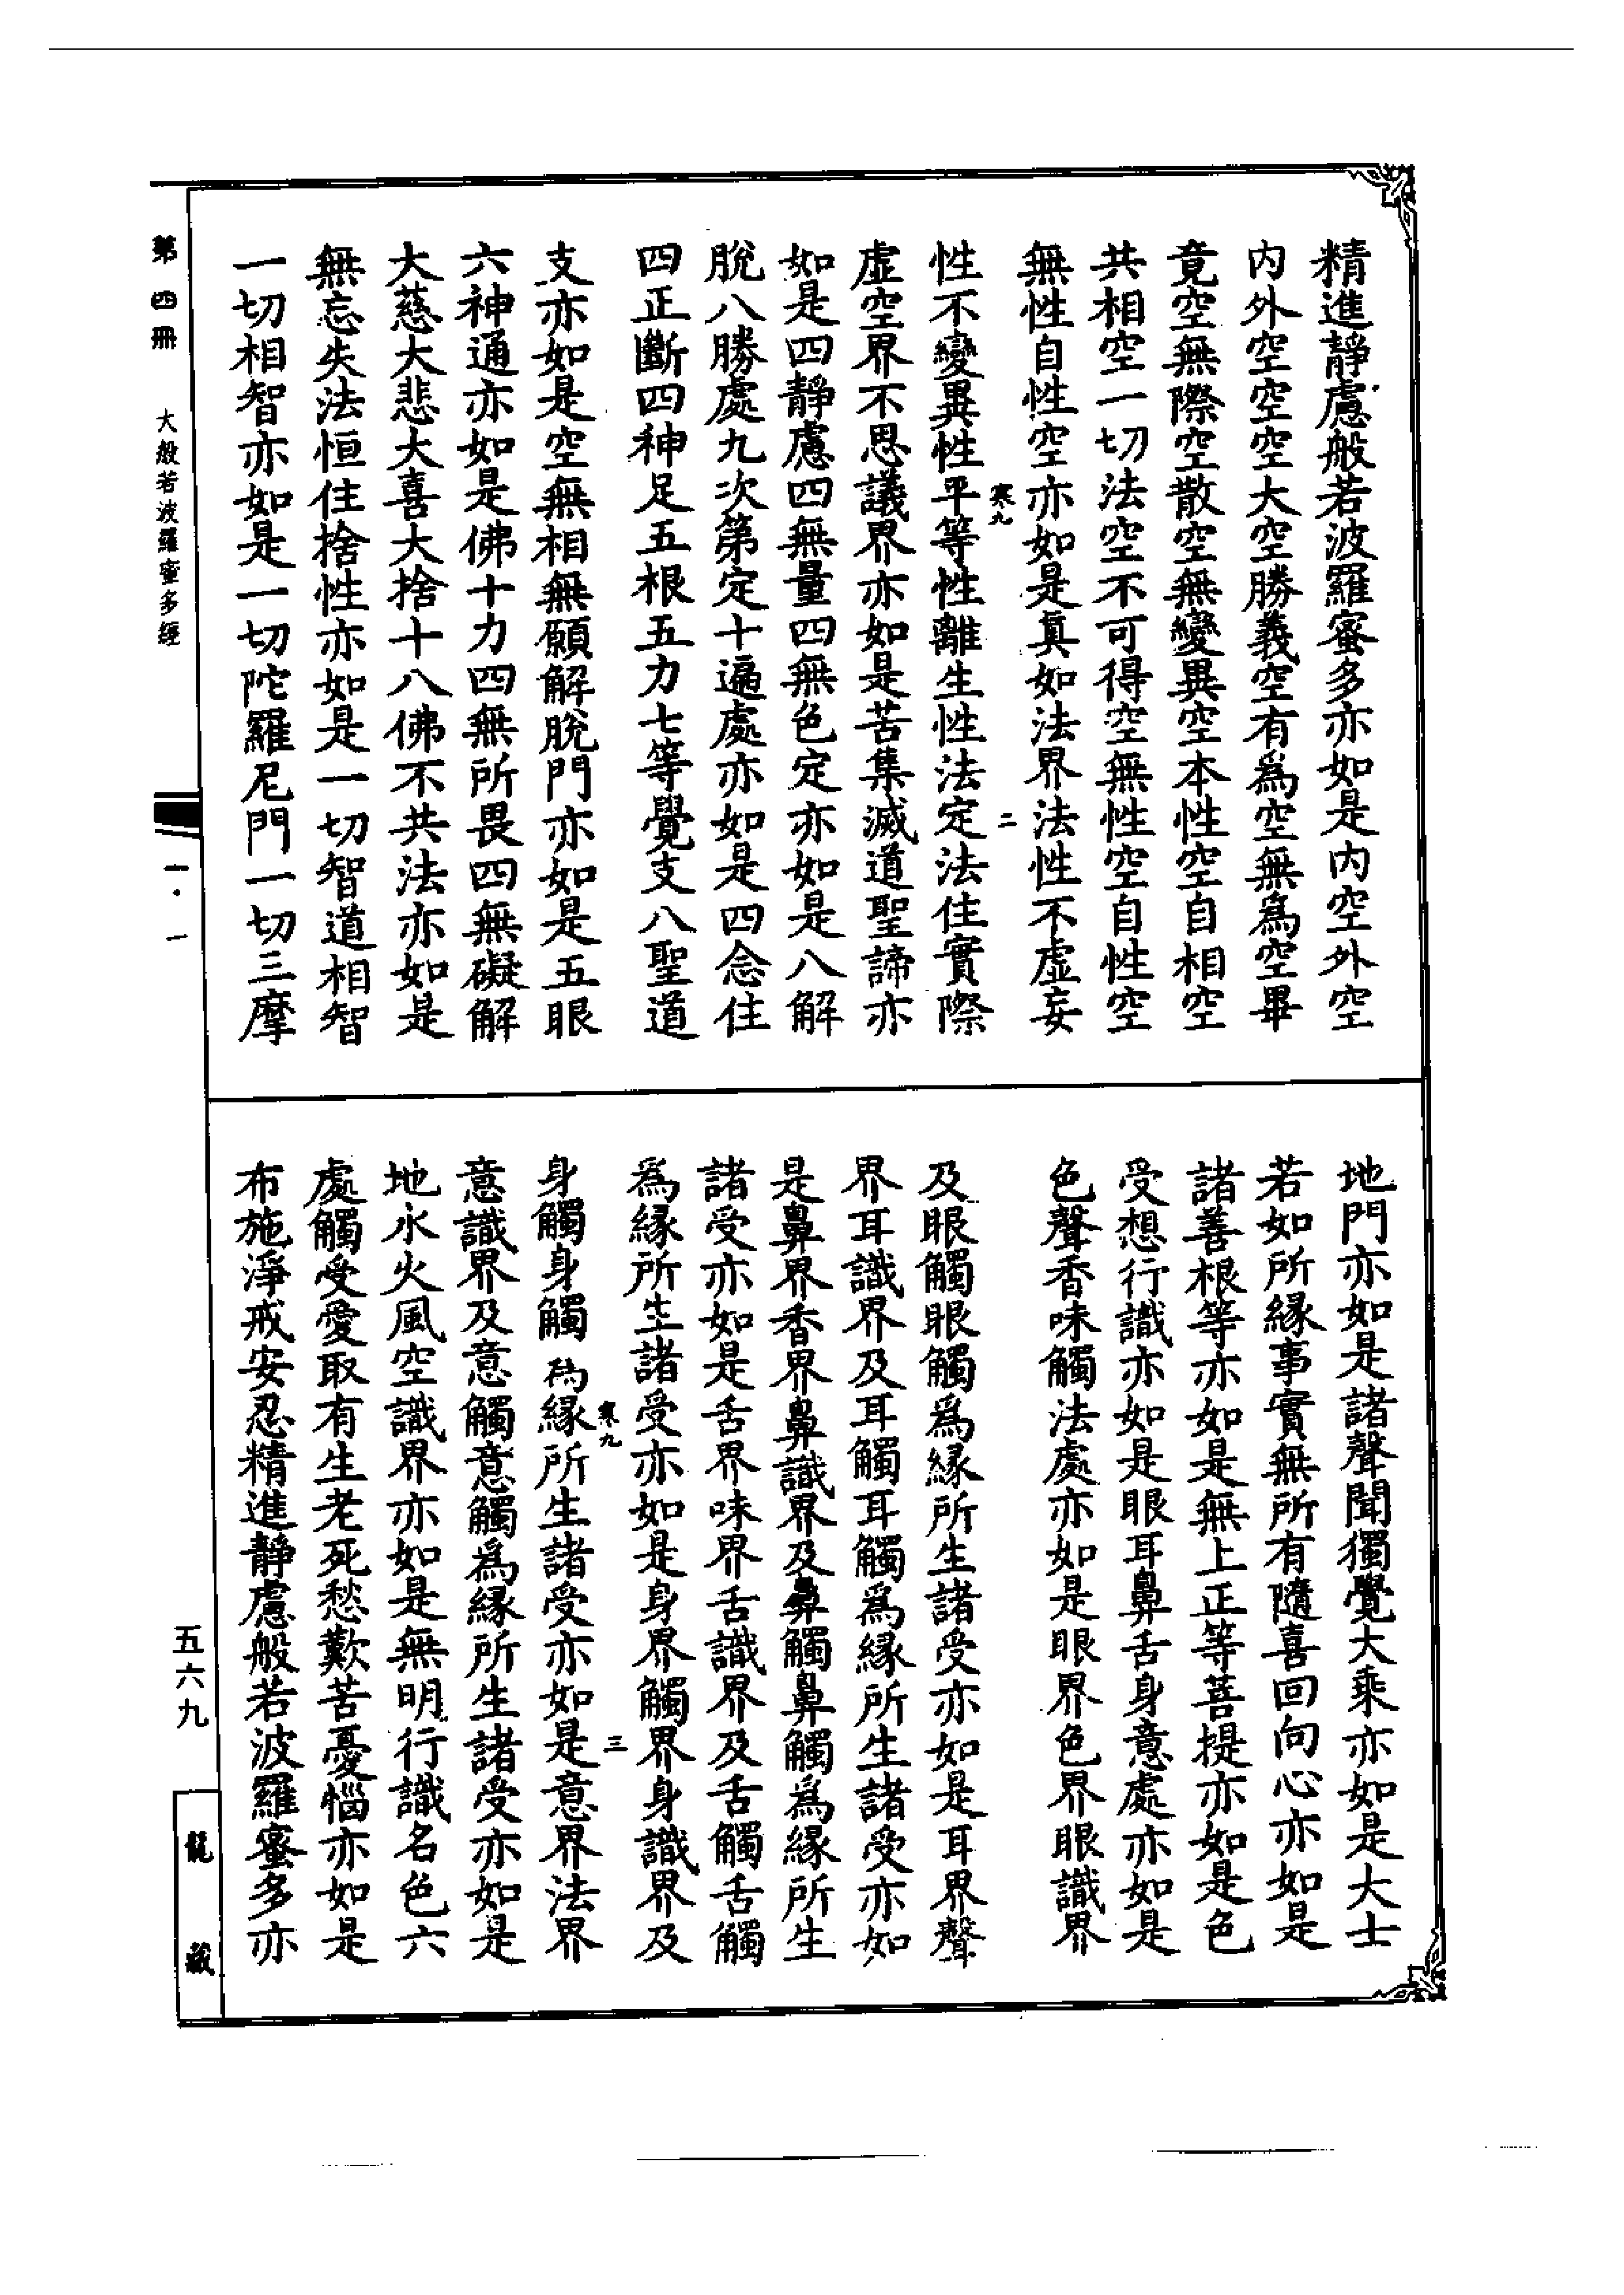 精進靜慮般若波羅蜜多亦如是內空外空
內外空空空大空勝義空有爲空無爲空畢
竟空無際空散空無變異空本性空自相空
共相空一切法空不可得空無性空自性空
無性自性空亦如是眞如法界法性不虛妄
寒九 二
性不變異性平等性離生性法定法住實際
虛空界不思議界亦如是苦集滅道聖諦亦
如是四靜慮四無量四無色定亦如是八解
脫八勝處九次第定十遍處亦如是四念住
四正斷四神足五根五力七等覺支八聖道
支亦如是空無相無願解脫門亦如是五眼
六神通亦如是佛十力四無所畏四無礙解
大慈大悲大喜大捨十八佛不共法亦如是
無忘失法恒住捨性亦如是一切智道相智
一切相智亦如是一切陀羅尼門一切三摩
地門亦如是諸聲聞獨覺大乘亦如是大士
若如所緣事實無所有隨喜回向心亦如是
諸善根等亦如是無上正等菩提亦如是色
受想行識亦如是眼耳鼻舌身意處亦如是
色聲香味觸法處亦如是眼界色界眼識界
及眼觸眼觸爲緣所生諸受亦如是耳界聲
界耳識界及耳觸耳觸爲緣所生諸受亦如
是鼻界香界鼻識界及鼻觸鼻觸爲緣所生
諸受亦如是舌界味界舌識界及舌觸舌觸
爲緣所生諸受亦如是身界觸界身識界及
寒九 三
身觸身觸爲緣所生諸受亦如是意界法界
意識界及意觸意觸爲緣所生諸受亦如是
地水火風空識界亦如是無明行識名色六
處觸受愛取有生老死愁歎苦憂惱亦如是
布施淨戒安忍精進靜慮般若波羅蜜多亦
第四冊 大般若波羅蜜多經 一·一
五六九
龍藏